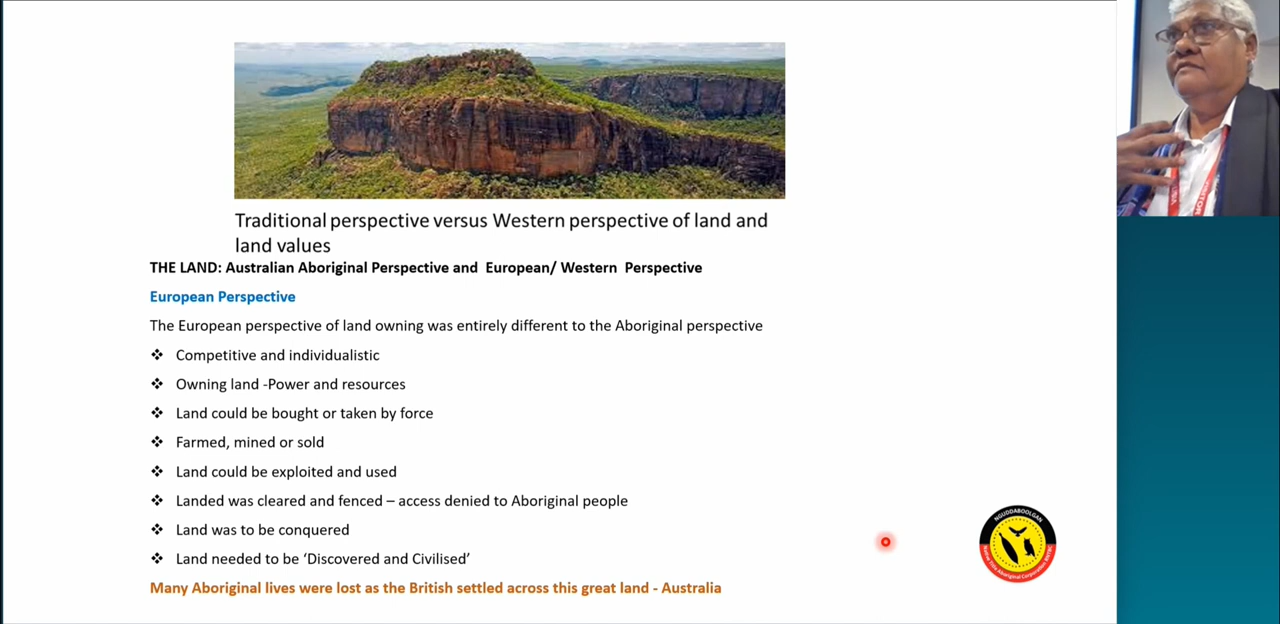 Traditional perspective versus Western perspective of land and
land values
THE LAND: Australian Aboriginal Perspective and European/ Western Perspective
European Perspective
The European perspective of land owning was entirely different to the Aboriginal perspective
❖ Competitive and individualistic
❖ Owning land -Power and resources
❖ Land could be bought or taken by force
❖ Farmed, mined or sold
❖ Land could be exploited and used
❖ Landed was cleared and fenced – access denied to Aboriginal people
❖ Land was to be conquered
❖ Land needed to be ‘Discovered and Civilised’
Many Aboriginal lives were lost as the British settled across this great land - Australia
NGUDDABOOLGAN
Native Title Aboriginal Corporation